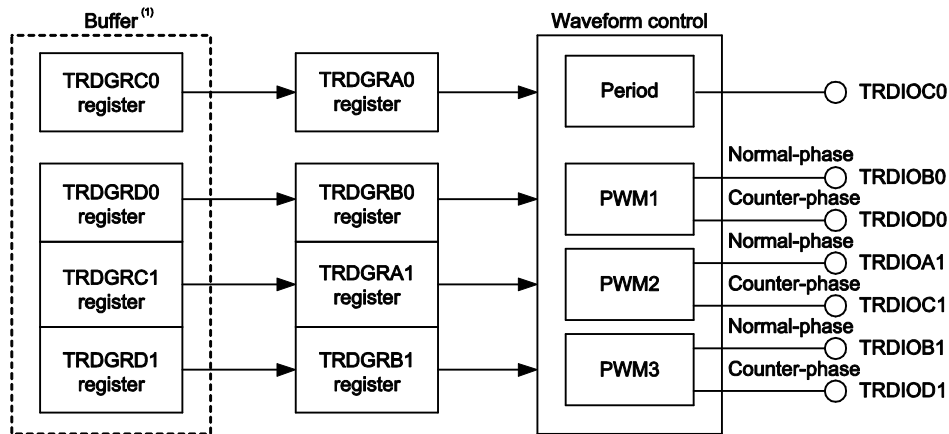 Buffer (1)
Waveform control
TRDGRC0
register
TRDGRA0
register
Period
TRDIOC0
TRDGRD0
register
TRDGRB0
register
PWM1
Normal-phase
TRDIOB0
Counter-phase
TRDIOD0
TRDGRC1
register
TRDGRA1
register
PWM2
Normal-phase
TRDIOA1
Counter-phase
TRDIOC1
TRDGRD1
register
TRDGRB1
register
PWM3
Normal-phase
TRDIOB1
Counter-phase
TRDIOD1